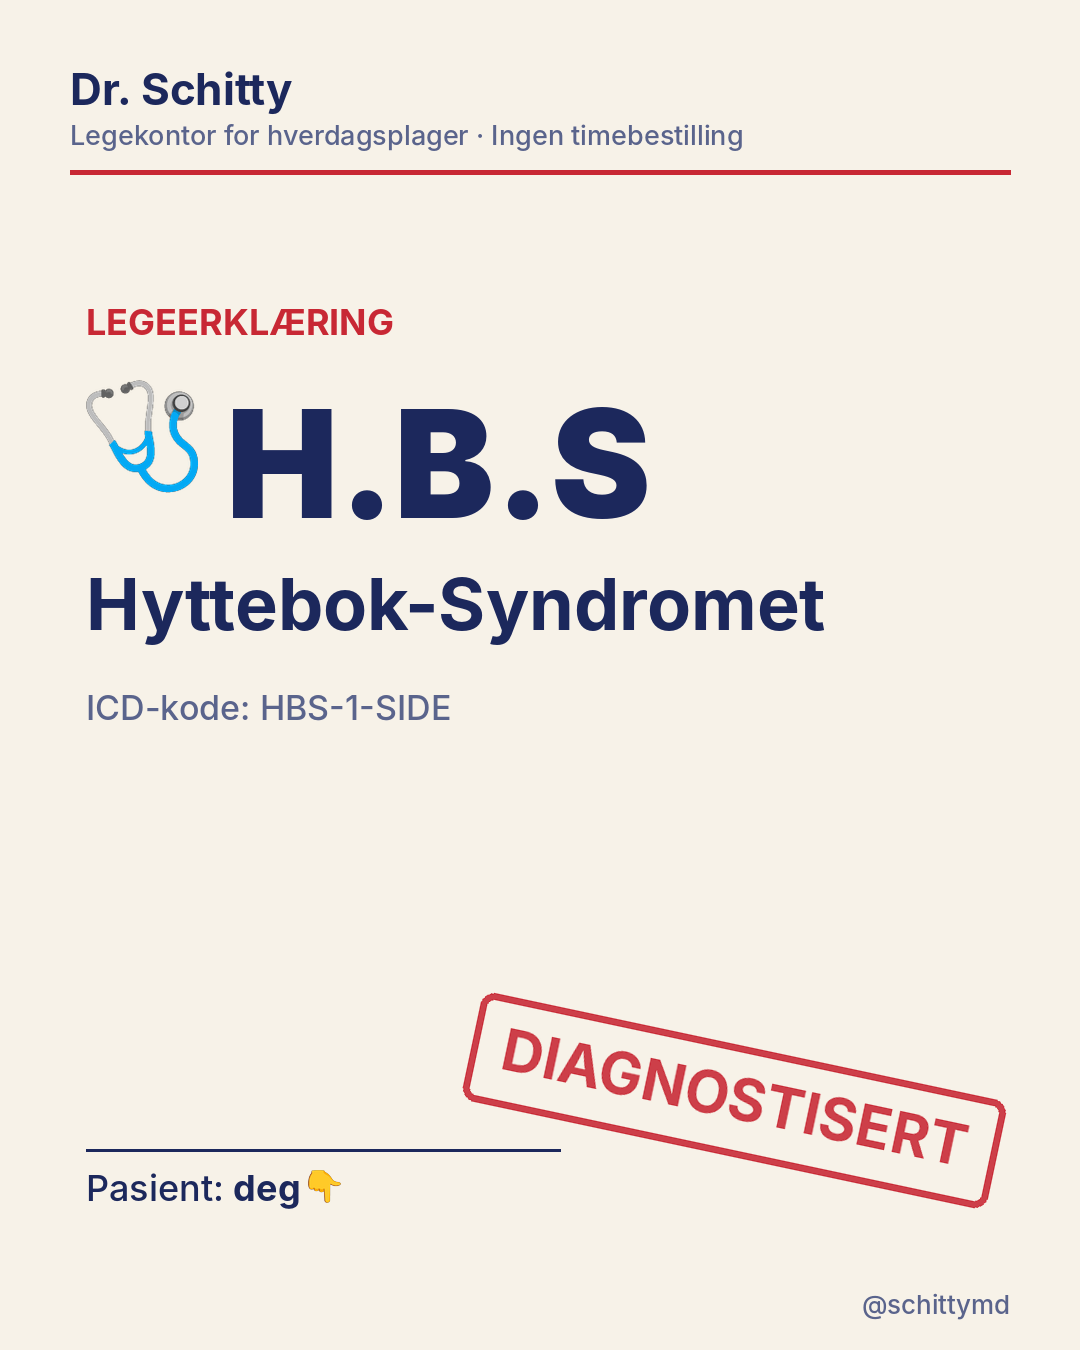 Dr. Schitty
Legekontor for hverdagsplager · Ingen timebestilling
LEGEERKLÆRING
🩺 H.B.S
Hyttebok-Syndromet
ICD-kode: HBS-1-SIDE
DIAGNOSTISERT
Pasient: deg👇
@schittymd